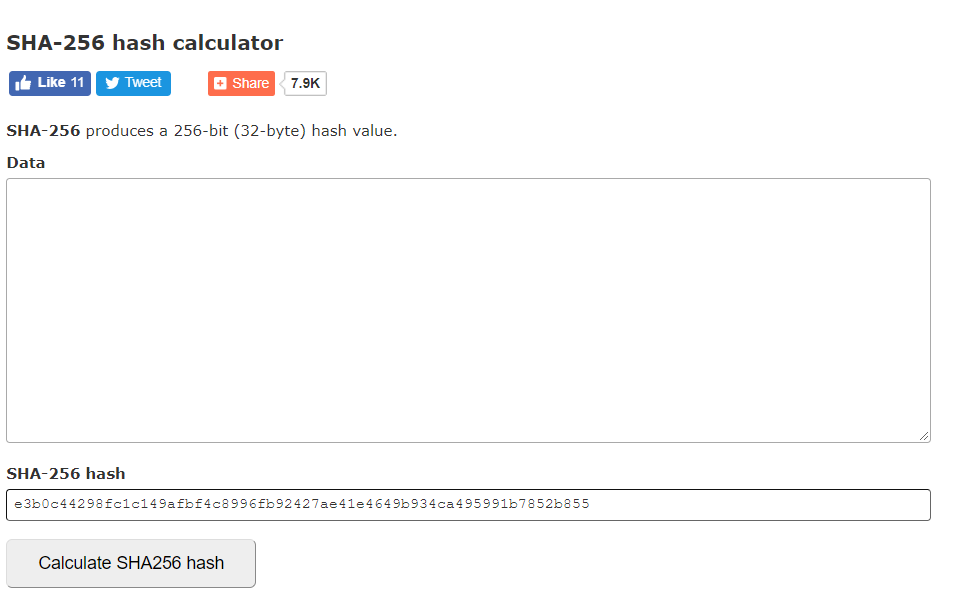 SHA-256 hash calculator
Like 11 Tweet Share 7.9K
SHA-256 produces a 256-bit (32-byte) hash value.
Data
SHA-256 hash
e3b0c44298fc1c149afbf4c8996fb92427ae41e4649b934ca495991b7852b855
Calculate SHA256 hash